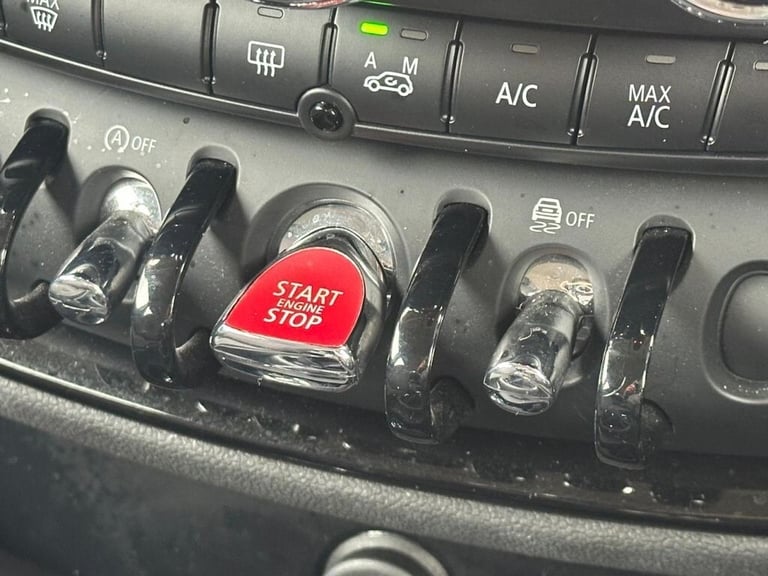 MAX
A M
A/C
MAX
A/C
A OFF
OFF
START
ENGINE
STOP